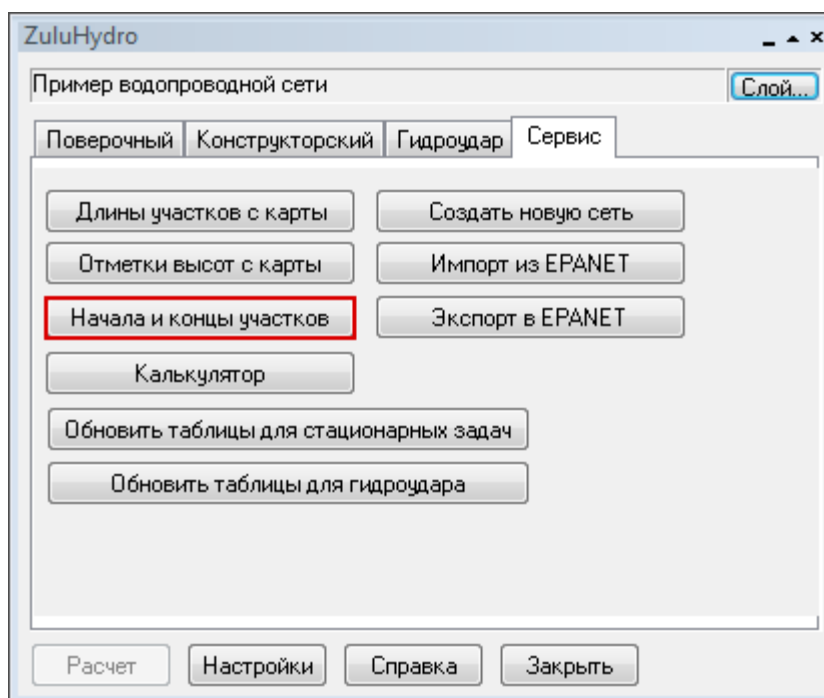 ZuluHydro
Пример водопроводной сети Слой...
Поверочный Конструкторский Гидроудар Сервис
Длины участков с карты Создать новую сеть
Отметки высот с карты Импорт из EPANET
Начала и концы участков Экспорт в EPANET
Калькулятор
Обновить таблицы для стационарных задач
Обновить таблицы для гидроудара
Расчет Настройки Справка Закрыть